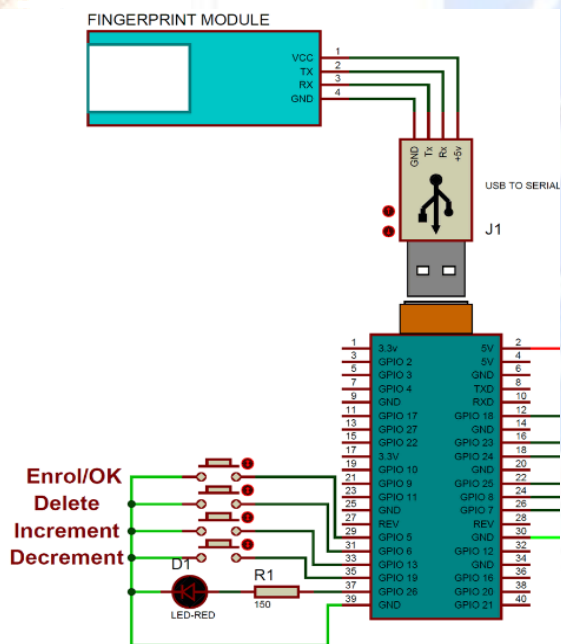 FINGERPRINT MODULE
VCC 1
TX 2
RX 3
GND 4
GND Tx Rx +5v
USB TO SERIAL
J1
1 3.3v 5V 2
3 GPIO 2 5V 4
5 GPIO 3 GND 6
7 GPIO 4 TXD 8
9 GND RXD 10
11 GPIO 17 GPIO 18 12
13 GPIO 27 GND 14
15 GPIO 22 GPIO 23 16
17 3.3V GPIO 24 18
19 GPIO 10 GND 20
21 GPIO 9 GPIO 25 22
23 GPIO 11 GPIO 8 24
25 GND GPIO 7 26
27 REV REV 28
29 GPIO 5 GND 30
31 GPIO 6 GPIO 12 32
33 GPIO 13 GND 34
35 GPIO 19 GPIO 16 36
37 GPIO 26 GPIO 20 38
39 GND GPIO 21 40
Enrol/OK
Delete
Increment
Decrement
D1
LED-RED
R1
150